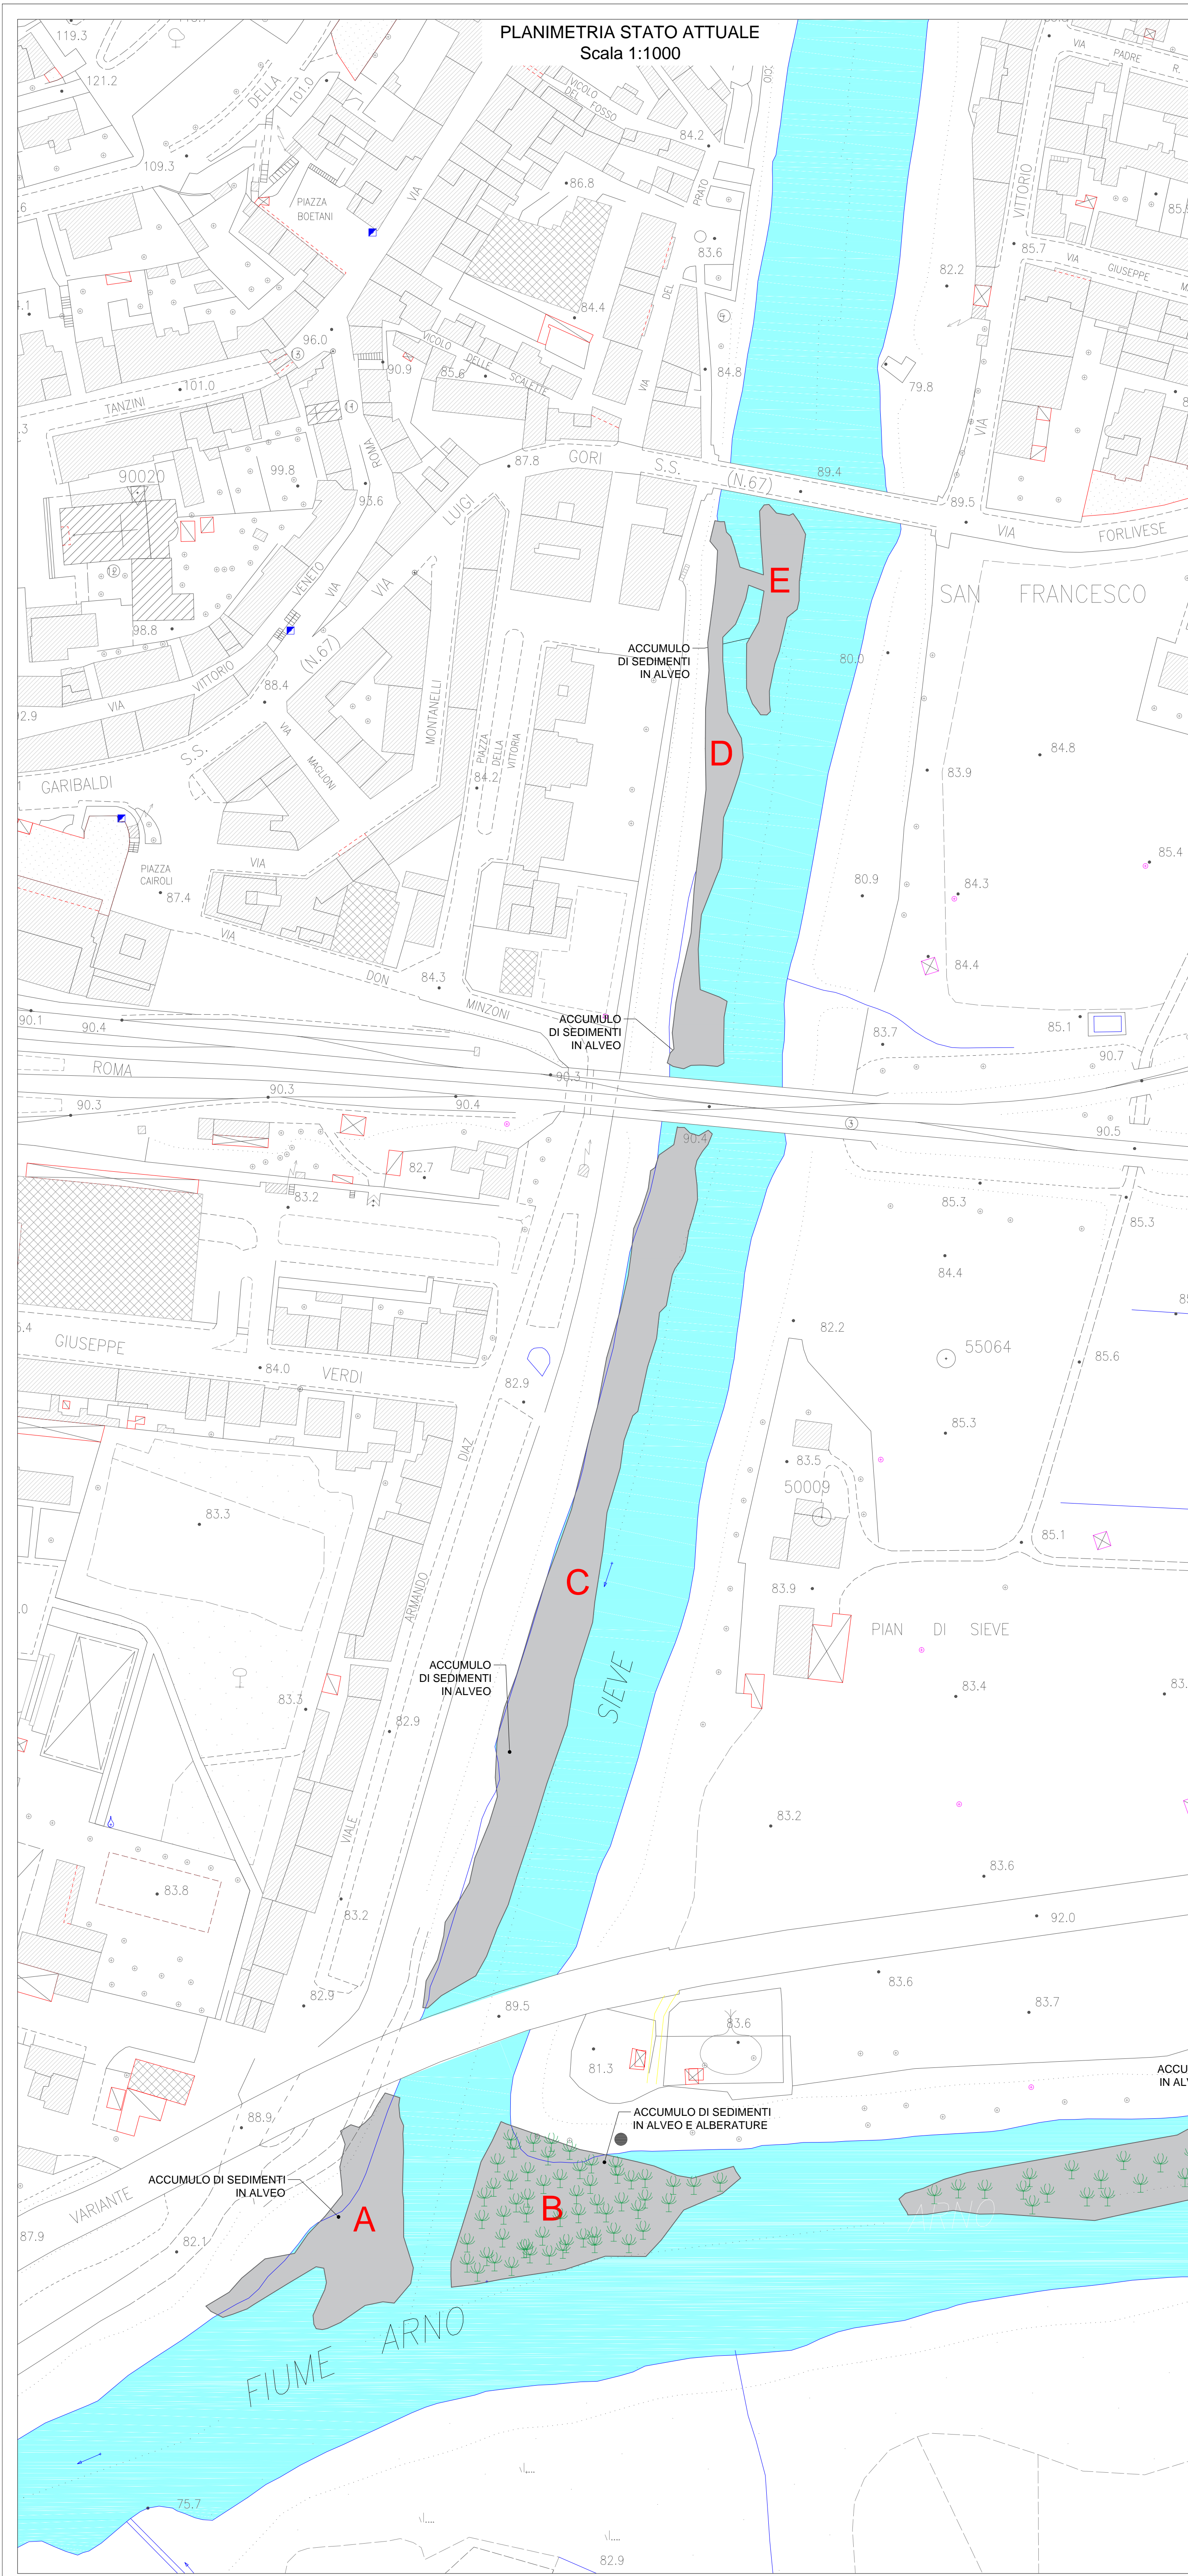 PLANIMETRIA STATO ATTUALE
Scala 1:1000
119.3
121.2
DELLA
101.0
109.3
VICOLO
DEL FOSSO
84.2
VIA PADRE R.
86.8
PRATO
PIAZZA
BOETANI
VIA
83.6
VITTORIO
85.7
VIA GIUSEPPE
82.2
DEL
84.4
4
96.0
3
90.9
VICOLO DELLE SCALETTE
85.6
84.8
79.8
101.0
TANZINI
VIA
11
ROMA
VIA
87.8
GORI
S.S. (N.67)
89.4
90020
99.8
93.6
LUIGI
89.5
VIA FORLIVESE
12
VENETO
VIA
VIA
E
SAN FRANCESCO
98.8
(N.67)
ACCUMULO
DI SEDIMENTI
IN ALVEO
80.0
VITTORIO
VIA
88.4
MONTANELLI
PIAZZA
DELLA
VITTORIA
VIA
MAGLIONI
S.S.
D
84.8
83.9
GARIBALDI
84.2
PIAZZA
CAIROLI
VIA
87.4
85.4
84.3
80.9
VIA DON MINZONI
84.3
84.4
90.1
90.4
ACCUMULO
DI SEDIMENTI
IN ALVEO
85.1
83.7
90.7
ROMA
90.3
90.3
90.3
90.4
3
90.5
90.4
82.7
83.2
85.3
85.3
84.4
GIUSEPPE VERDI
84.0
82.2
55064
85.6
82.9
85.3
DIAZ
83.5
50009
83.3
85.1
C
ARMANDO
83.9
PIAN DI SIEVE
ACCUMULO
DI SEDIMENTI
IN ALVEO
SIEVE
83.3
82.9
83.4
VIALE
83.2
83.6
83.8
83.2
92.0
83.6
82.9
89.5
83.7
83.6
81.3
ACCUMULO DI SEDIMENTI
IN ALVEO E ALBERATURE
88.9
ACCUMULO DI SEDIMENTI
IN ALVEO
VARIANTE
A
B
ARNO
87.9
82.1
FIUME ARNO
75.7
82.9